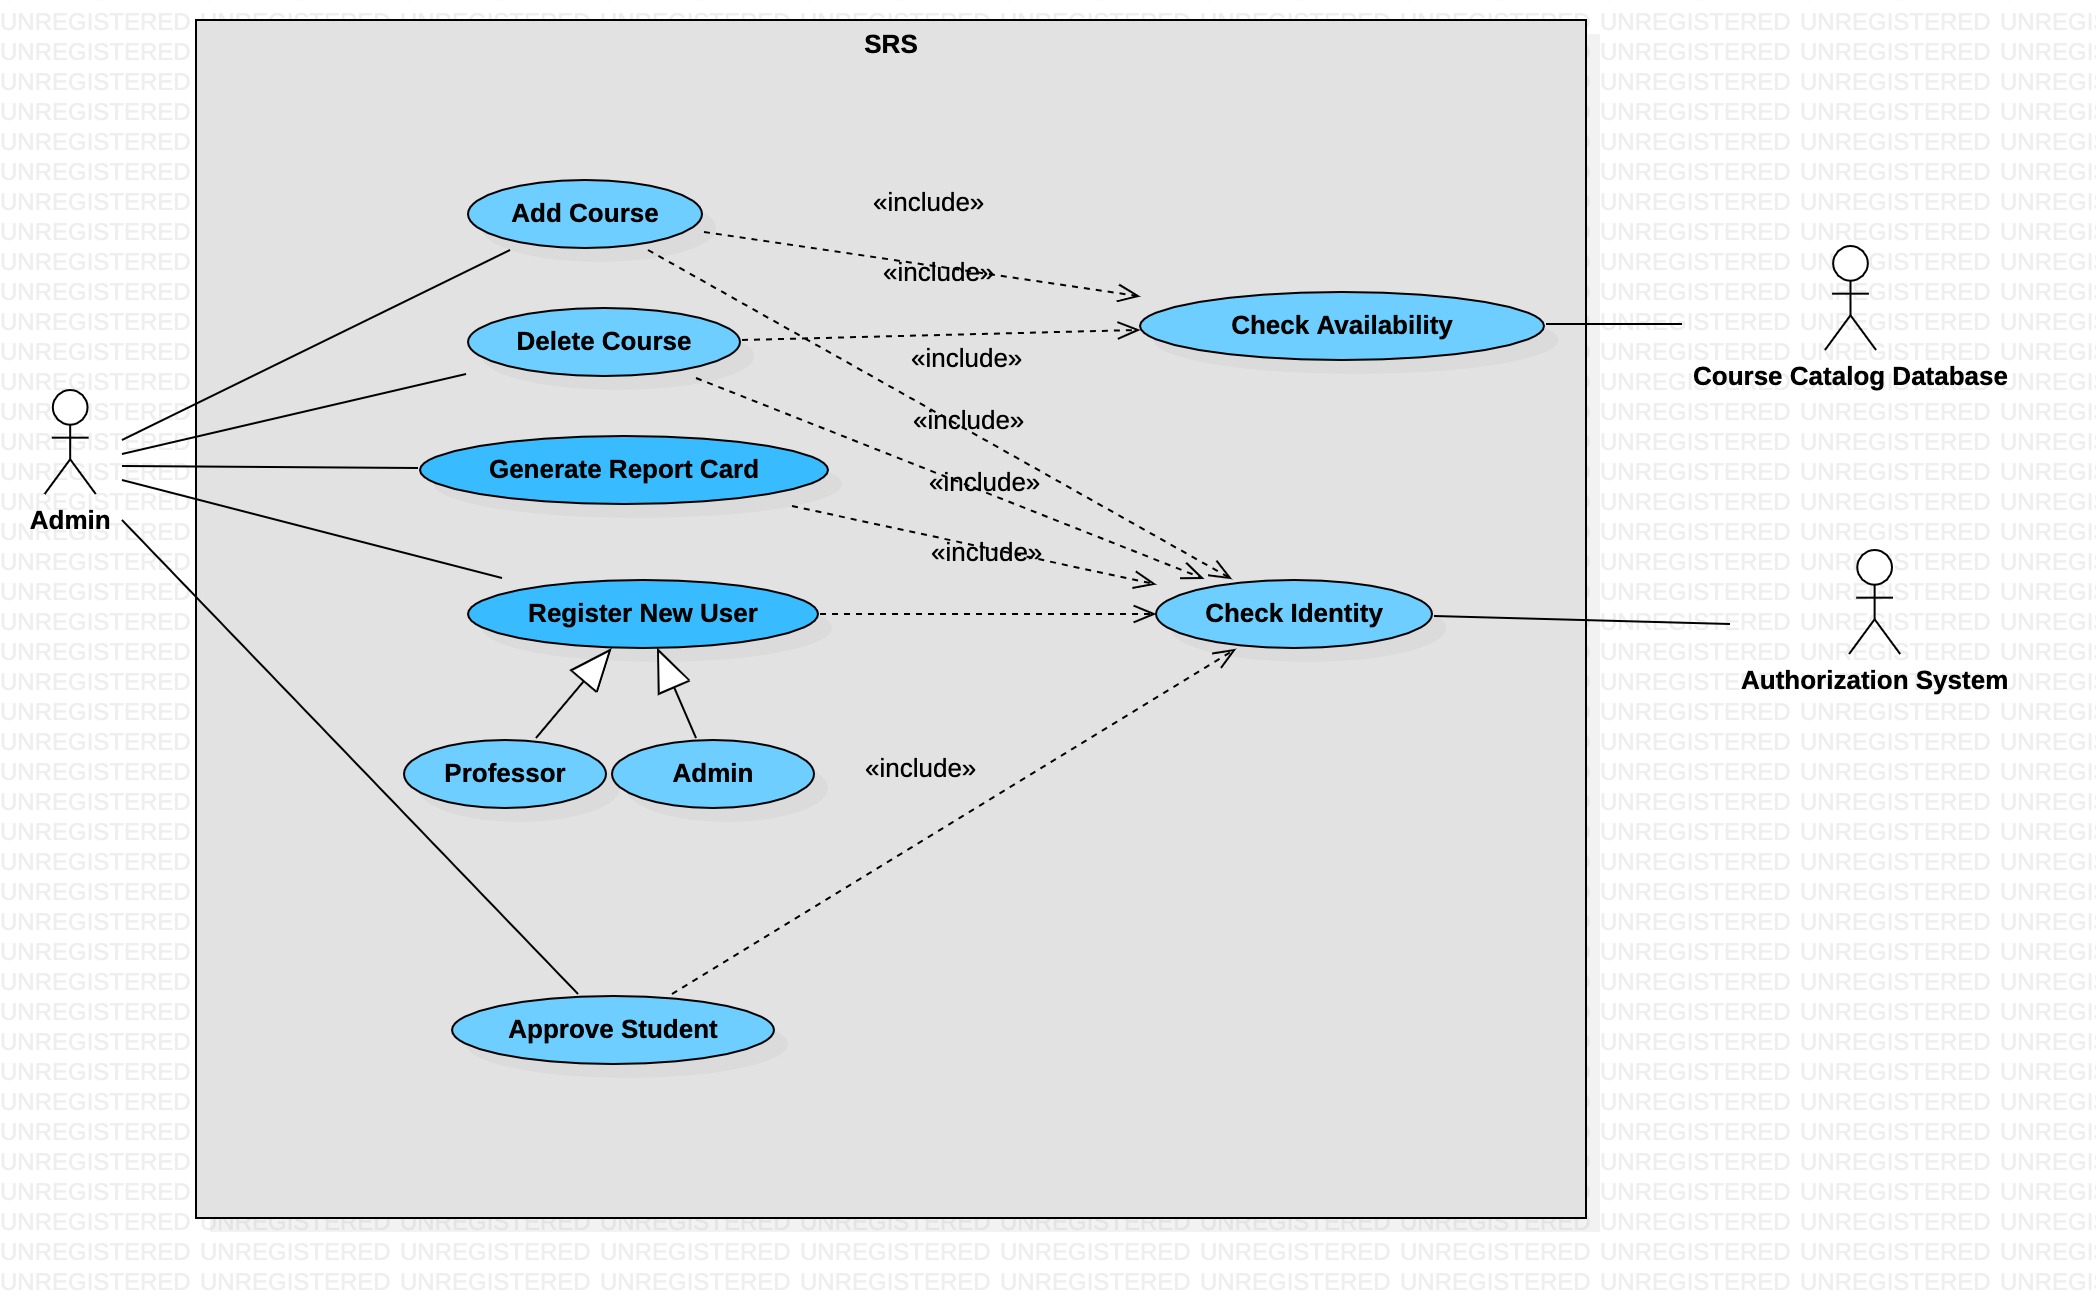 SRS
Add Course
«include»
«include»
Check Availability
Delete Course
«include»
Course Catalog Database
«include»
Generate Report Card
«include»
Admin
«include»
Register New User
Check Identity
Authorization System
Professor
Admin
«include»
Approve Student
UNREGISTERED